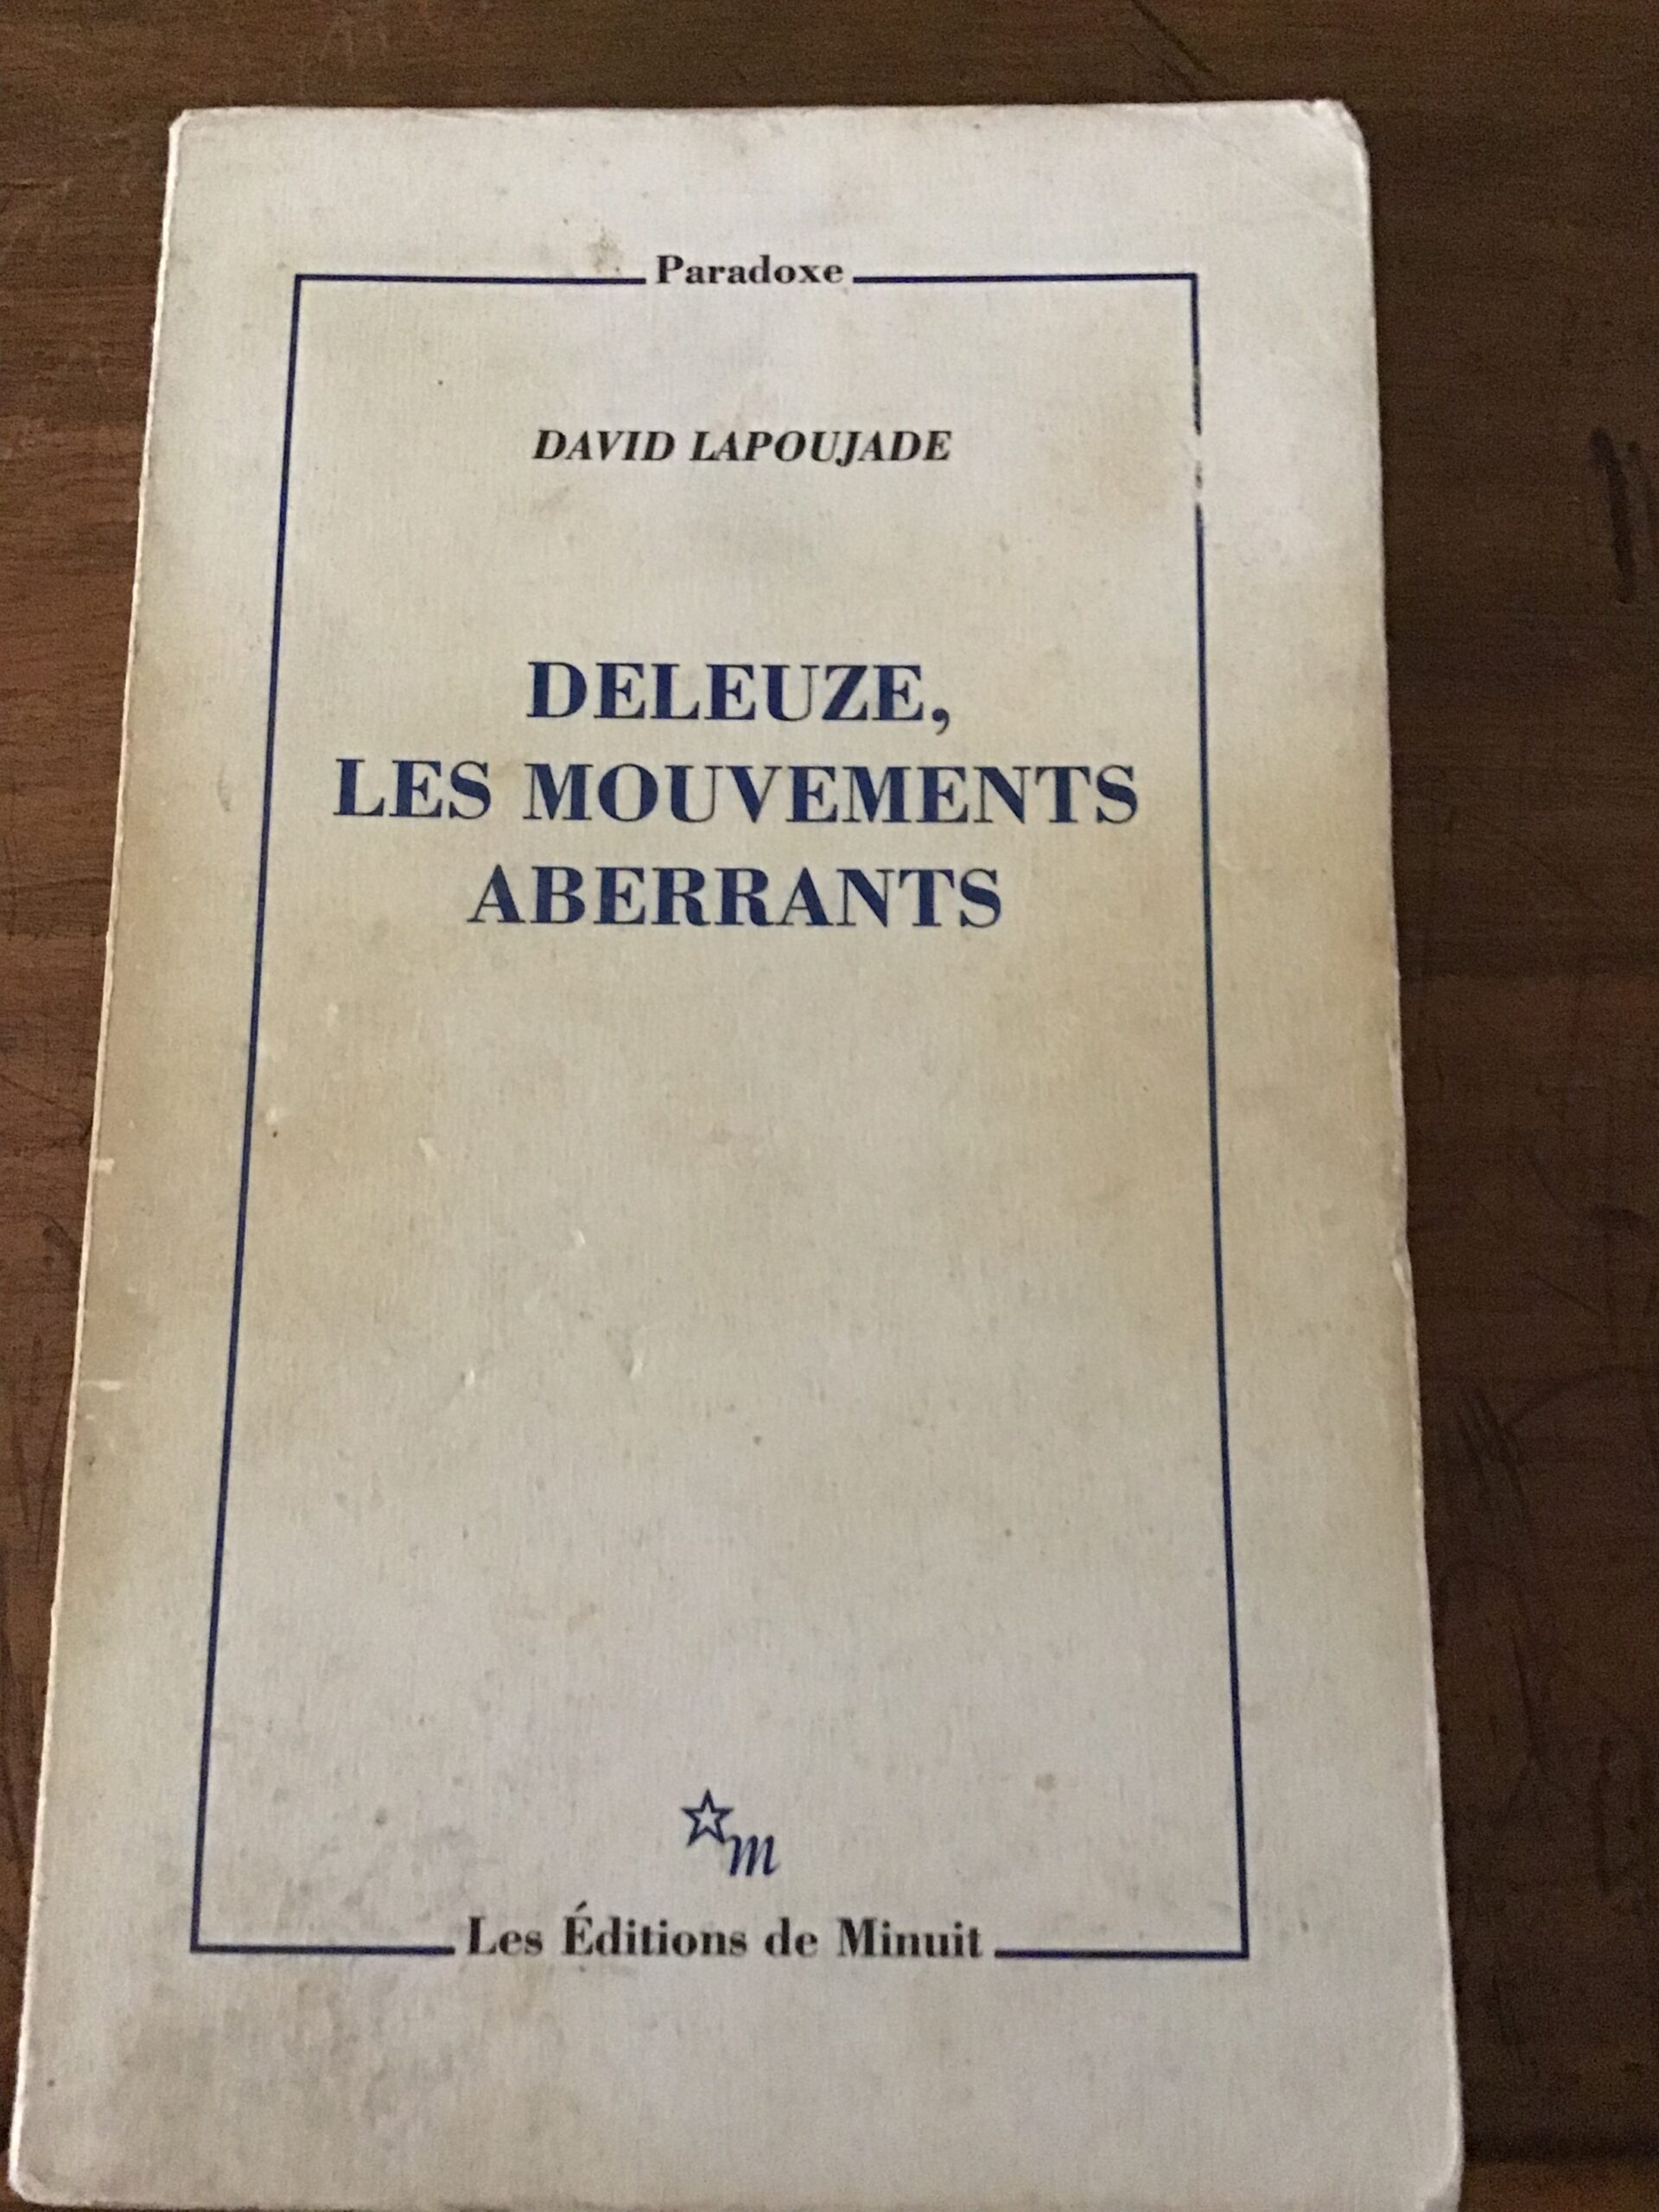 Paradoxe
DAVID LAPOUJADE
DELEUZE,
LES MOUVEMENTS
ABERRANTS
m
Les Éditions de Minuit